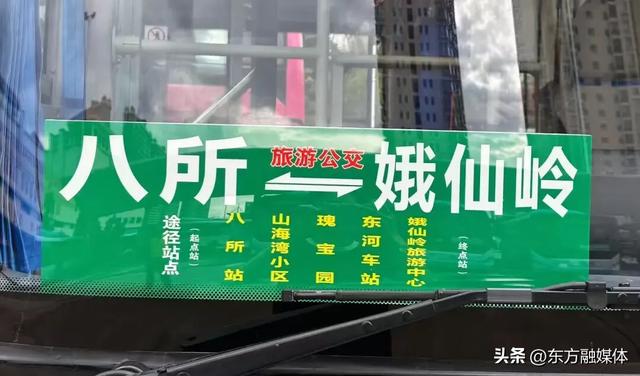 八所
旅游公交
娥仙岭
途径站点
（起点站）
八所站
山海湾小区
瑰宝园
东河车站
娥仙岭旅游中心
（终点站）
头条 @东方融媒体